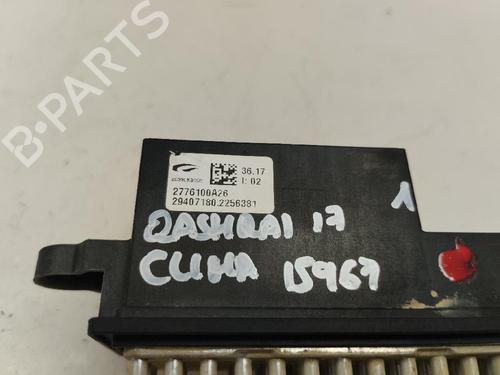 B-PARTS
36.17
I: 02
2776100A26
29407180.2256381
QASHQAI 17
CLIMA 15967
1